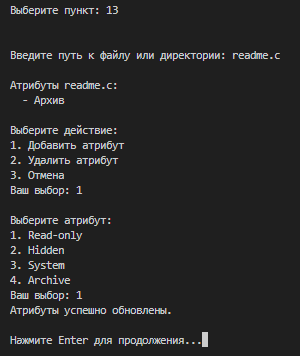 Выберите пункт: 13
Введите путь к файлу или директории: readme.c
Атрибуты readme.c:
- Архив
Выберите действие:
1. Добавить атрибут
2. Удалить атрибут
3. Отмена
Ваш выбор: 1
Выберите атрибут:
1. Read-only
2. Hidden
3. System
4. Archive
Ваш выбор: 1
Атрибуты успешно обновлены.
Нажмите Enter для продолжения...